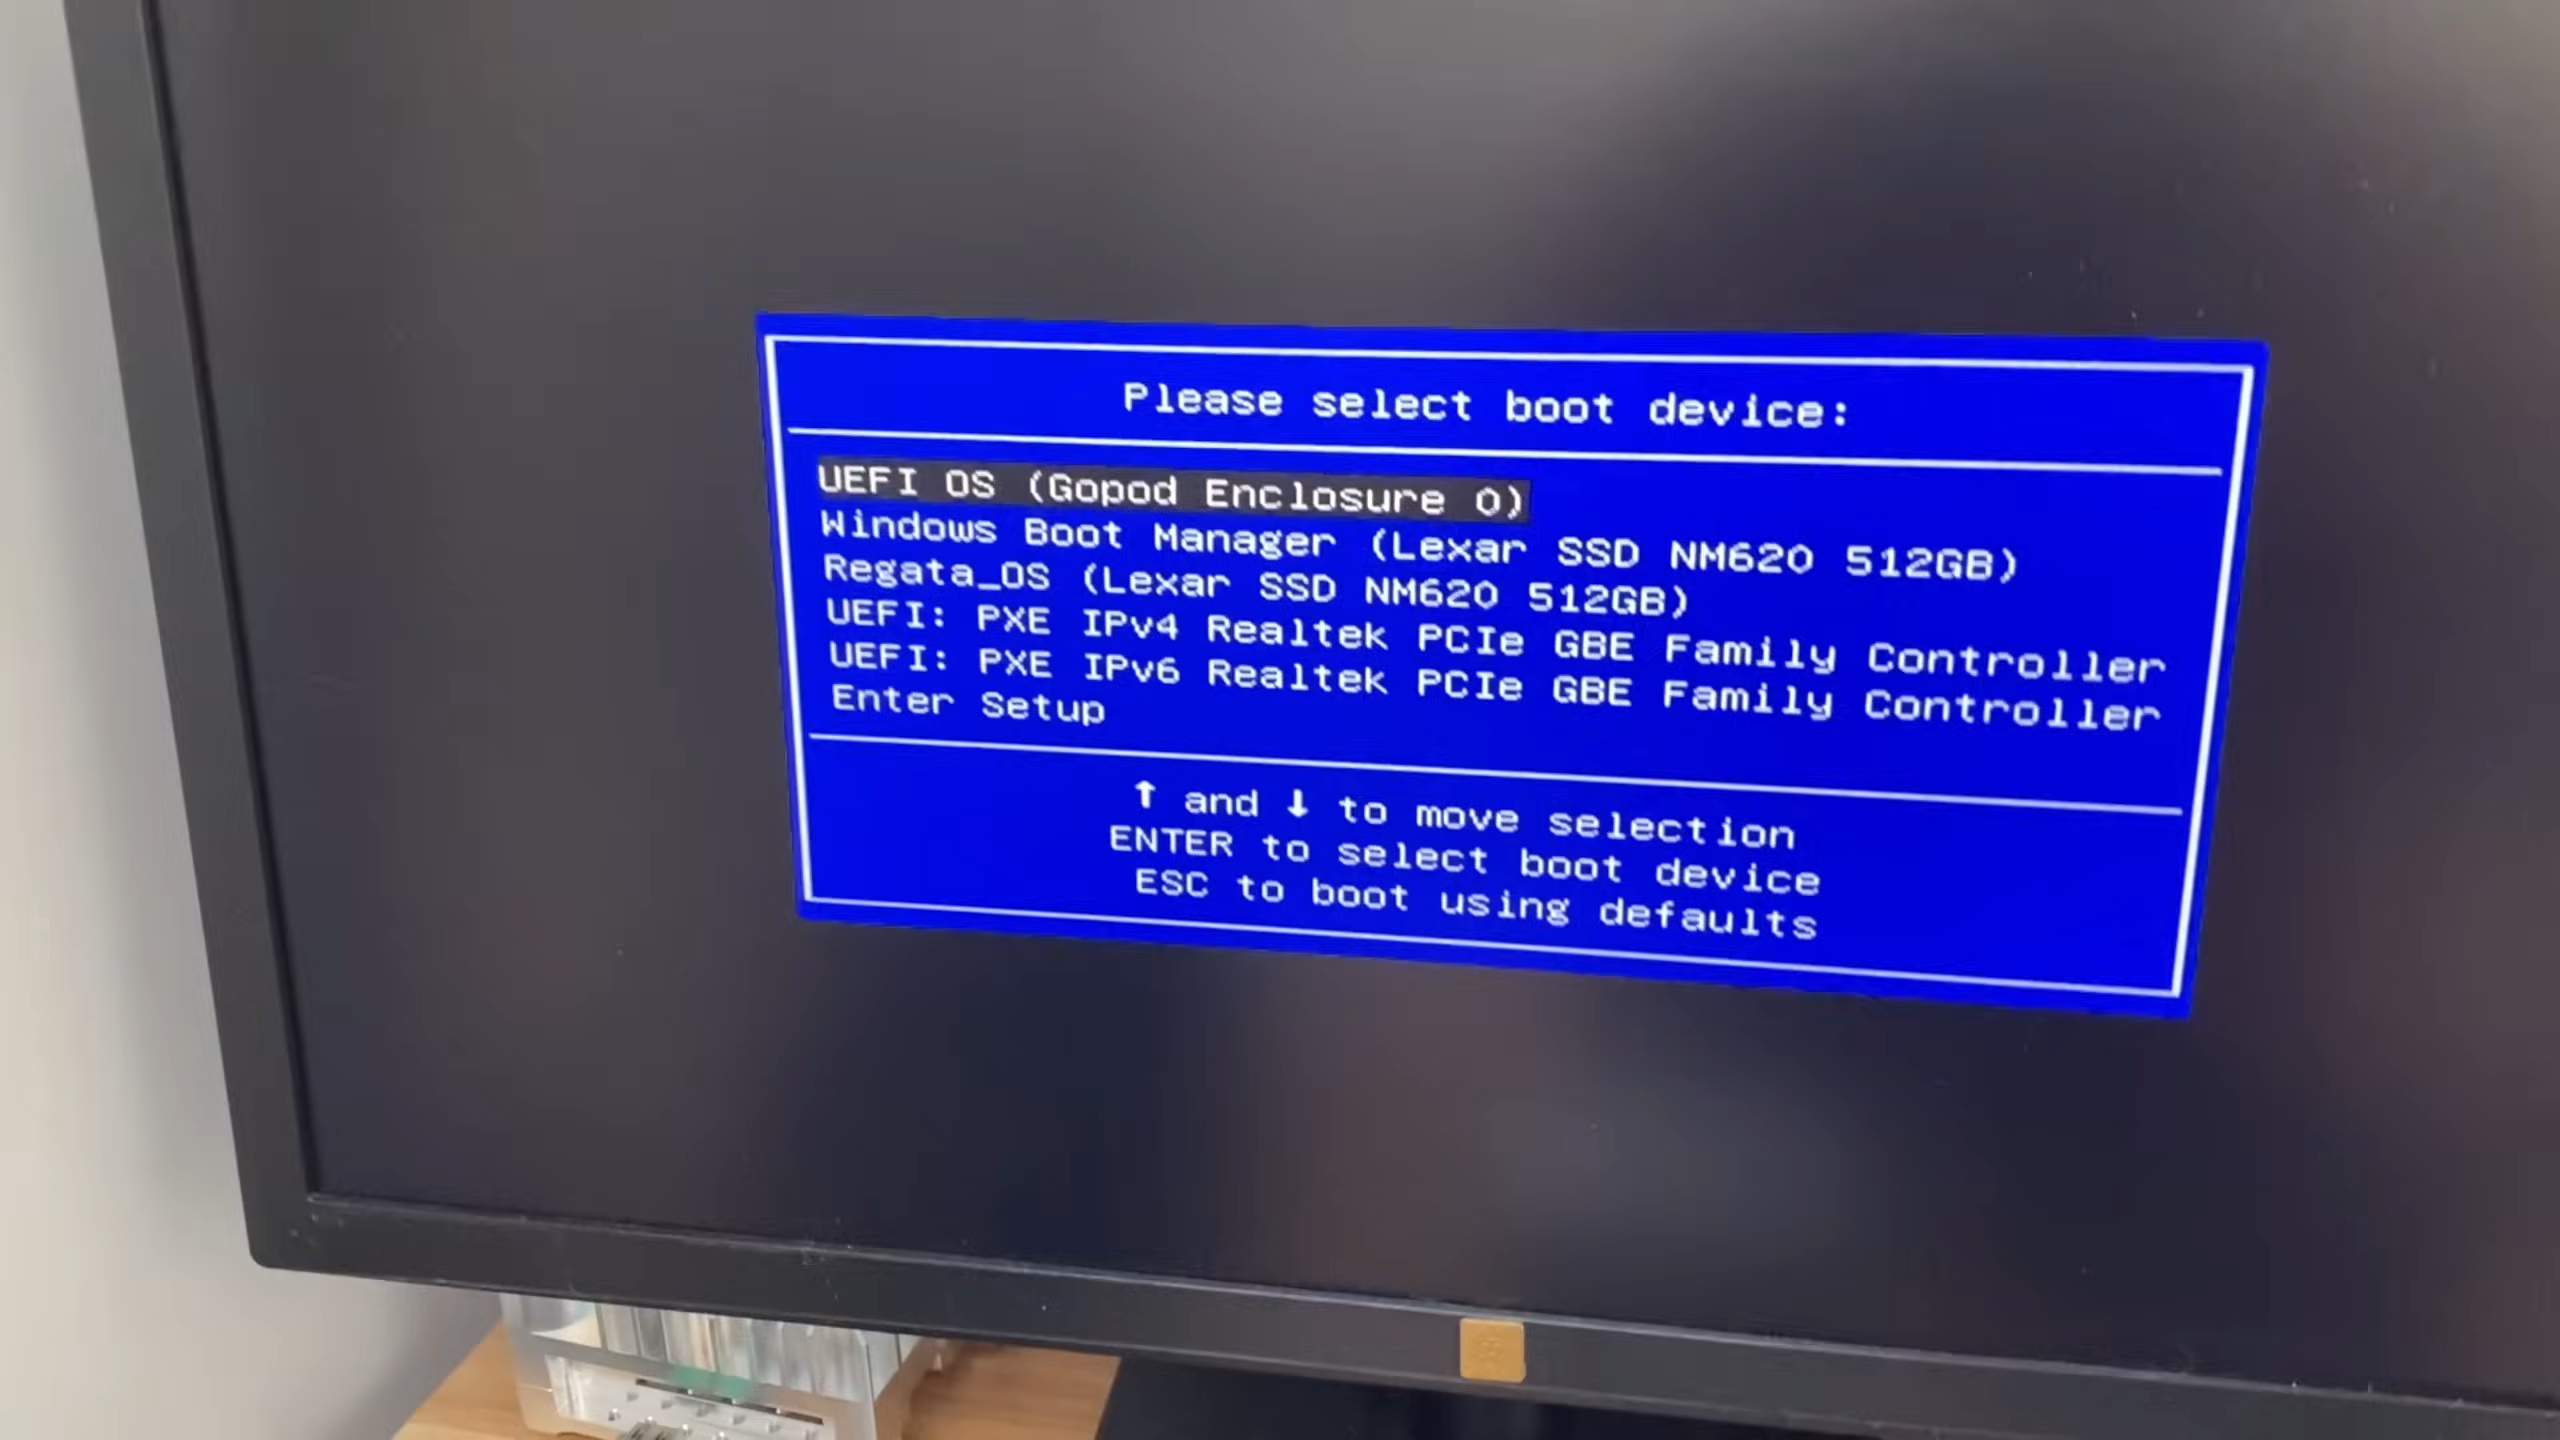 Please select boot device:
UEFI OS (Gopod Enclosure 0)
Windows Boot Manager (Lexar SSD NM620 512GB)
Regata_OS (Lexar SSD NM620 512GB)
UEFI: PXE IPv4 Realtek PCIe GBE Family Controller
UEFI: PXE IPv6 Realtek PCIe GBE Family Controller
Enter Setup
↑ and ↓ to move selection
ENTER to select boot device
ESC to boot using defaults